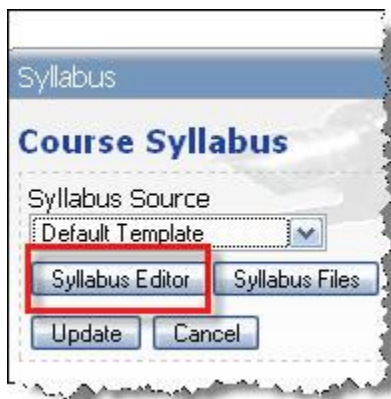 Syllabus
Course Syllabus
Syllabus Source
Default Template
Syllabus Editor Syllabus Files
Update Cancel